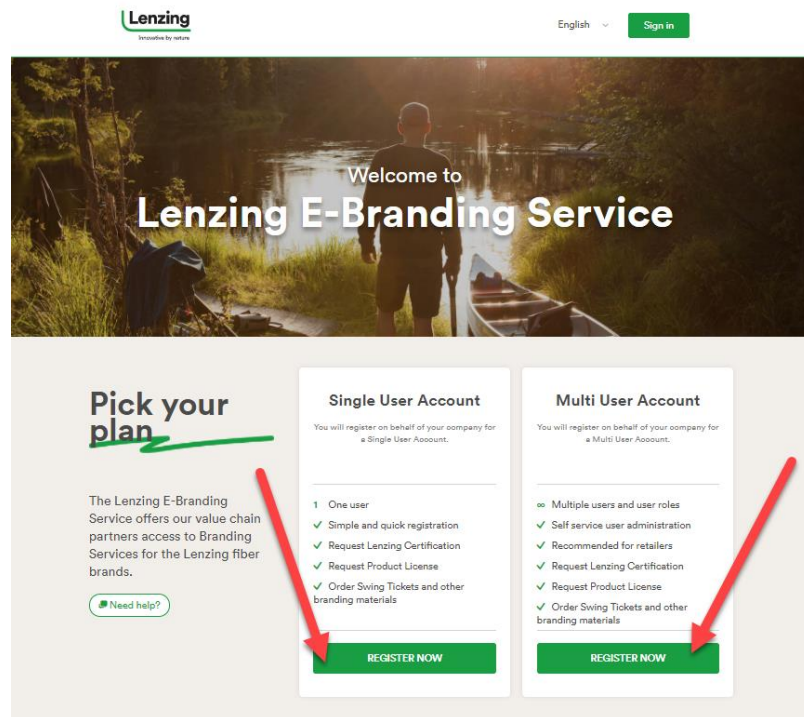 Lenzing
Innovative by nature
English
Sign in
Welcome to
Lenzing E-Branding Service
Pick your
plan
The Lenzing E-Branding
Service offers our value chain
partners access to Branding
Services for the Lenzing fiber
brands.
Need help?
Single User Account
You will register on behalf of your company for
a Single User Account.
1 One user
✓ Simple and quick registration
✓ Request Lenzing Certification
✓ Request Product License
✓ Order Swing Tickets and other
branding materials
REGISTER NOW
Multi User Account
You will register on behalf of your company for
a Multi User Account.
∞ Multiple users and user roles
✓ Self service user administration
✓ Recommended for retailers
✓ Request Lenzing Certification
✓ Request Product License
✓ Order Swing Tickets and other
branding materials
REGISTER NOW